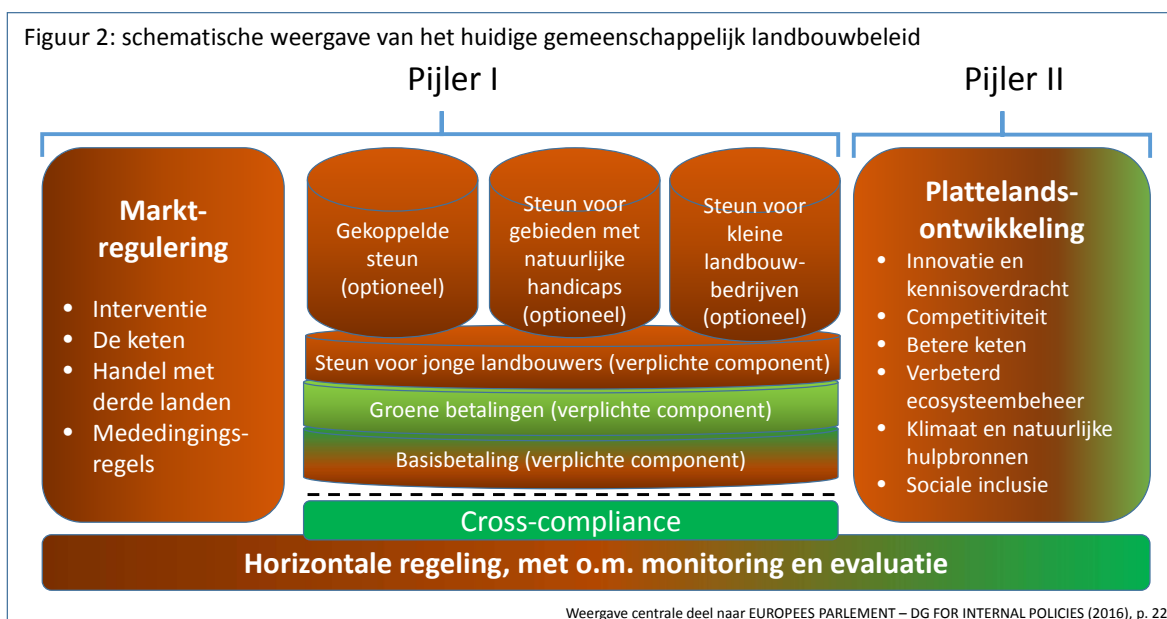 Figuur 2: schematische weergave van het huidige gemeenschappelijk landbouwbeleid
Pijler I
Pijler II
Markt-
regulering
• Interventie
• De keten
• Handel met
derde landen
• Mededingings-
regels
Gekoppelde
steun
(optioneel)
Steun voor
gebieden met
natuurlijke
handicaps
(optioneel)
Steun voor
kleine
landbouw-
bedrijven
(optioneel)
Steun voor jonge landbouwers (verplichte component)
Groene betalingen (verplichte component)
Basisbetaling (verplichte component)
Cross-compliance
Plattelands-
ontwikkeling
• Innovatie en
kennisoverdracht
• Competitiviteit
• Betere keten
• Verbeterd
ecosysteembeheer
• Klimaat en natuurlijke
hulpbronnen
• Sociale inclusie
Horizontale regeling, met o.m. monitoring en evaluatie
Weergave centrale deel naar EUROPEES PARLEMENT – DG FOR INTERNAL POLICIES (2016), p. 22